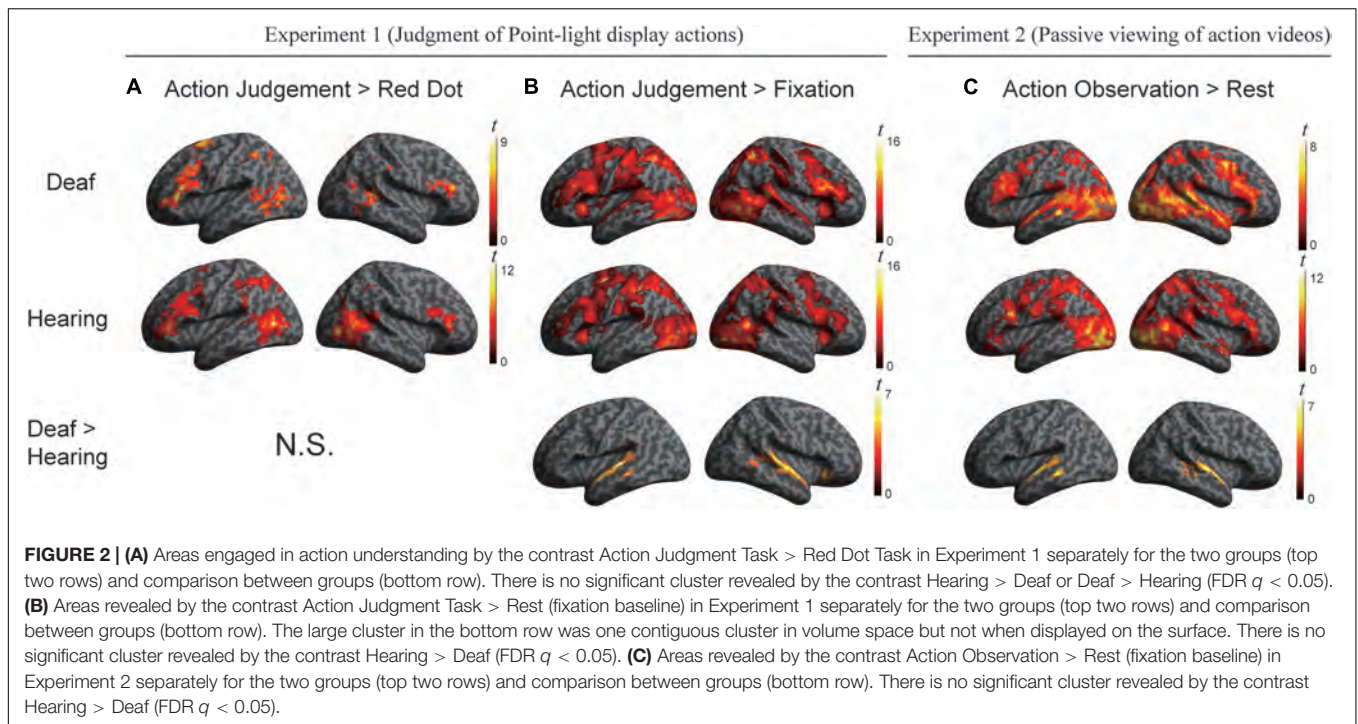 Experiment 1 (Judgment of Point-light display actions)
Experiment 2 (Passive viewing of action videos)
A Action Judgement > Red Dot
B Action Judgement > Fixation
C Action Observation > Rest
Deaf
t
9
0
t
16
0
t
8
0
Hearing
t
12
0
t
16
0
t
12
0
Deaf >
Hearing
N.S.
t
7
0
t
7
0
FIGURE 2 | (A) Areas engaged in action understanding by the contrast Action Judgment Task > Red Dot Task in Experiment 1 separately for the two groups (top
two rows) and comparison between groups (bottom row). There is no significant cluster revealed by the contrast Hearing > Deaf or Deaf > Hearing (FDR q < 0.05).
(B) Areas revealed by the contrast Action Judgment Task > Rest (fixation baseline) in Experiment 1 separately for the two groups (top two rows) and comparison
between groups (bottom row). The large cluster in the bottom row was one contiguous cluster in volume space but not when displayed on the surface. There is no
significant cluster revealed by the contrast Hearing > Deaf (FDR q < 0.05). (C) Areas revealed by the contrast Action Observation > Rest (fixation baseline) in
Experiment 2 separately for the two groups (top two rows) and comparison between groups (bottom row). There is no significant cluster revealed by the contrast
Hearing > Deaf (FDR q < 0.05).